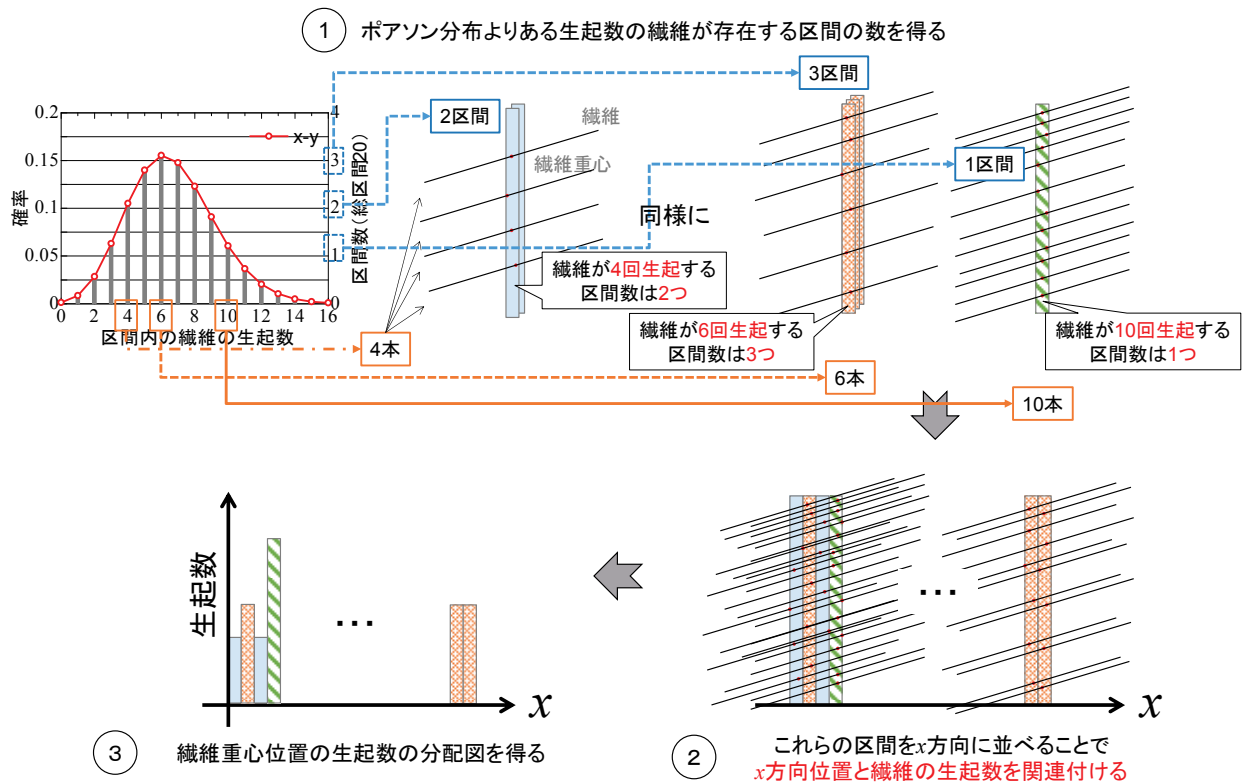 1 ポアソン分布よりある生起数の繊維が存在する区間の数を得る
3区間
2区間
繊維
繊維重心
1区間
同様に
0.2
0.15
0.1
0.05
0
確率
x-y
4
3
2
1
0
区間数(総区間20)
0 2 4 6 8 10 12 14 16
区間内の繊維の生起数
繊維が4回生起する
区間数は2つ
繊維が6回生起する
区間数は3つ
繊維が10回生起する
区間数は1つ
4本
6本
10本
生起数
...
x
...
x
3 繊維重心位置の生起数の分配図を得る
2 これらの区間をx方向に並べることで
x方向位置と繊維の生起数を関連付ける